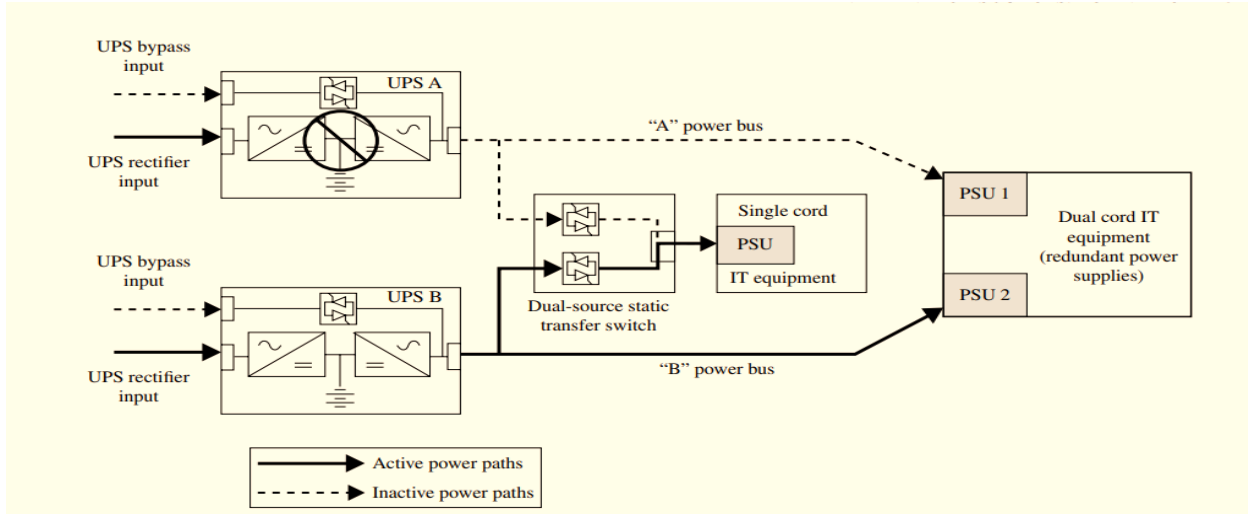 UPS bypass
input
UPS A
UPS rectifier
input
“A” power bus
PSU 1
Dual cord IT
equipment
(redundant power
supplies)
PSU 2
Single cord
PSU
IT equipment
Dual-source static
transfer switch
UPS bypass
input
UPS B
UPS rectifier
input
“B” power bus
Active power paths
Inactive power paths